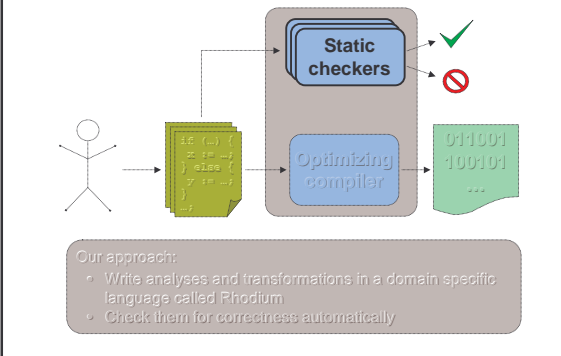 Static
checkers
if (…) {
x := …;
} else {
y := …;
}
…;
Optimizing
compiler
011001
100101
…
Our approach:
• Write analyses and transformations in a domain specific
language called Rhodium
• Check them for correctness automatically